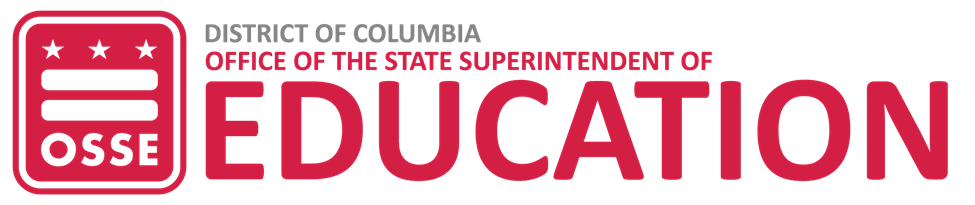 OSSE
DISTRICT OF COLUMBIA
OFFICE OF THE STATE SUPERINTENDENT OF
EDUCATION